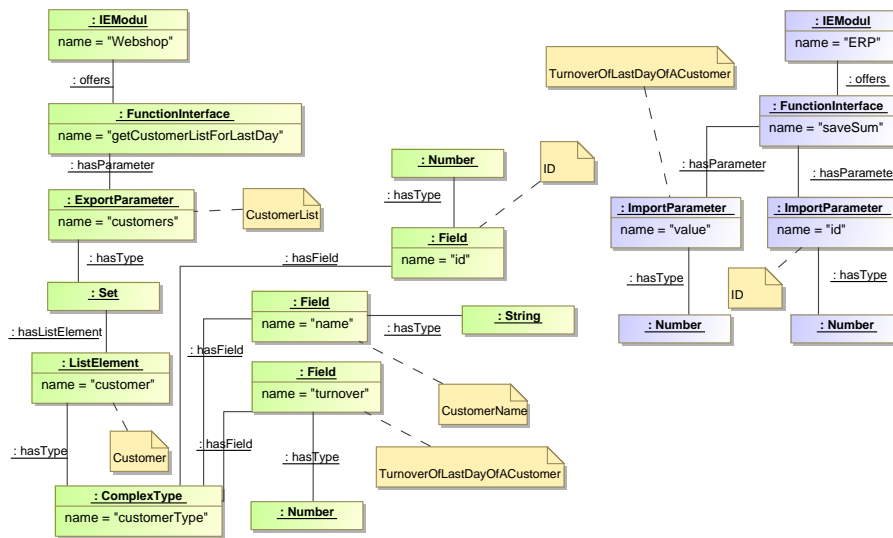 : IEModul
name = "Webshop"
: offers
: FunctionInterface
name = "getCustomerListForLastDay"
: hasParameter
: ExportParameter
name = "customers"
CustomerList
: hasType
: Set
: hasListElement
: ListElement
name = "customer"
Customer
: hasType
: ComplexType
name = "customerType"
: hasField
: Number
: hasType
ID
: Field
name = "id"
: hasField
: Field
name = "name"
: hasType
: String
CustomerName
: hasField
: Field
name = "turnover"
TurnoverOfLastDayOfACustomer
: hasType
: Number
: IEModul
name = "ERP"
: offers
: FunctionInterface
name = "saveSum"
TurnoverOfLastDayOfACustomer
: hasParameter
: hasParamete
: ImportParameter
name = "value"
: ImportParameter
name = "id"
: hasType
ID
: hasType
: Number
: Number